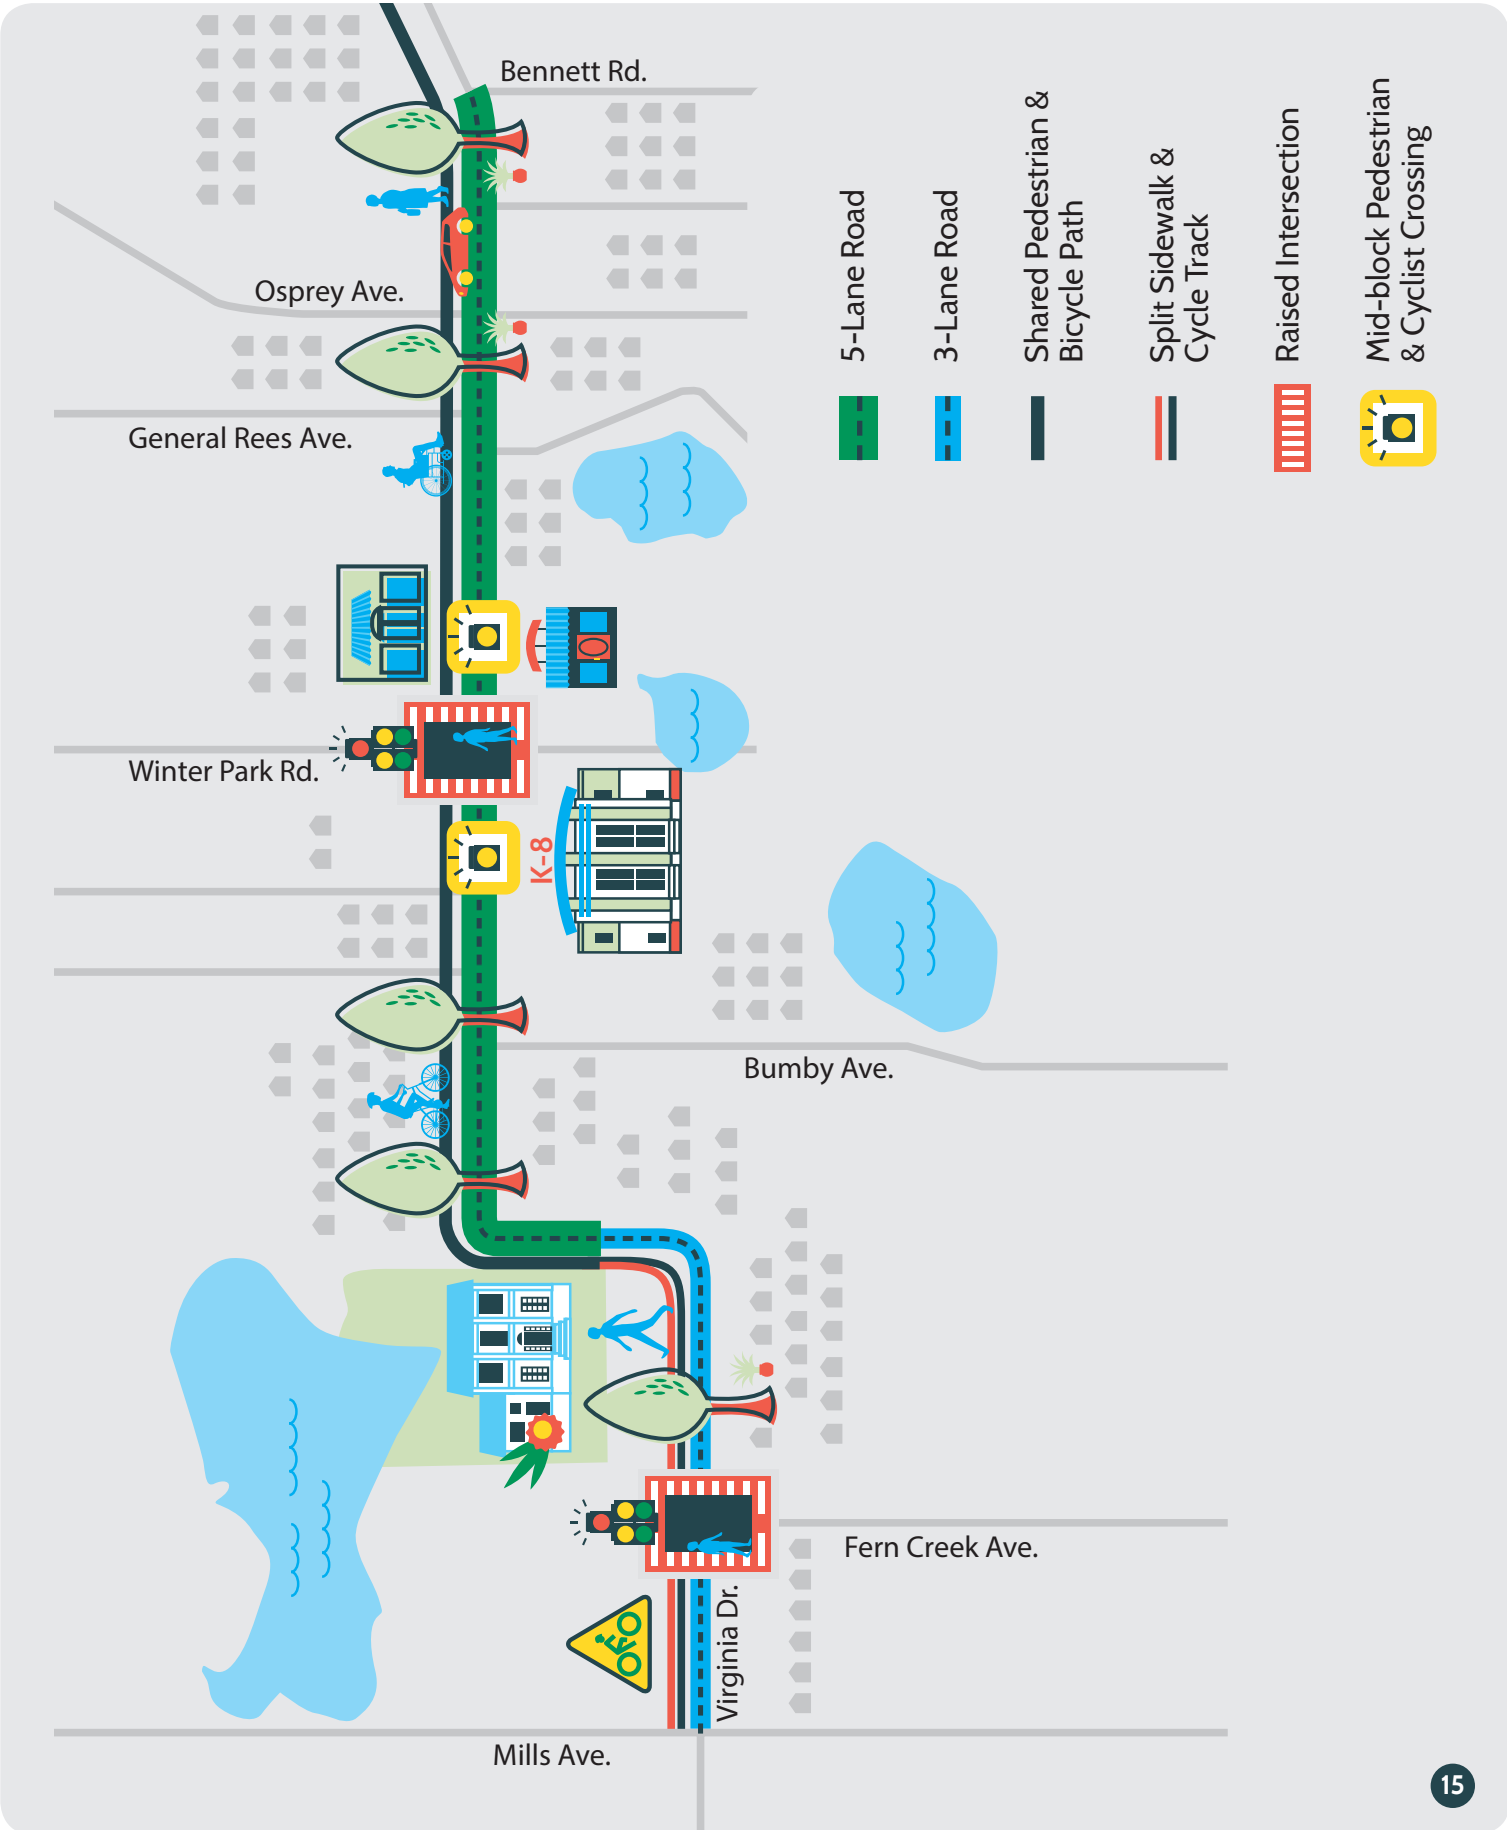 Bennett Rd.
Osprey Ave.
General Rees Ave.
Winter Park Rd.
K-8
Bumby Ave.
Fern Creek Ave.
Virginia Dr.
Mills Ave.
5-Lane Road
3-Lane Road
Shared Pedestrian &
Bicycle Path
Split Sidewalk &
Cycle Track
Raised Intersection
Mid-block Pedestrian
& Cyclist Crossing
15